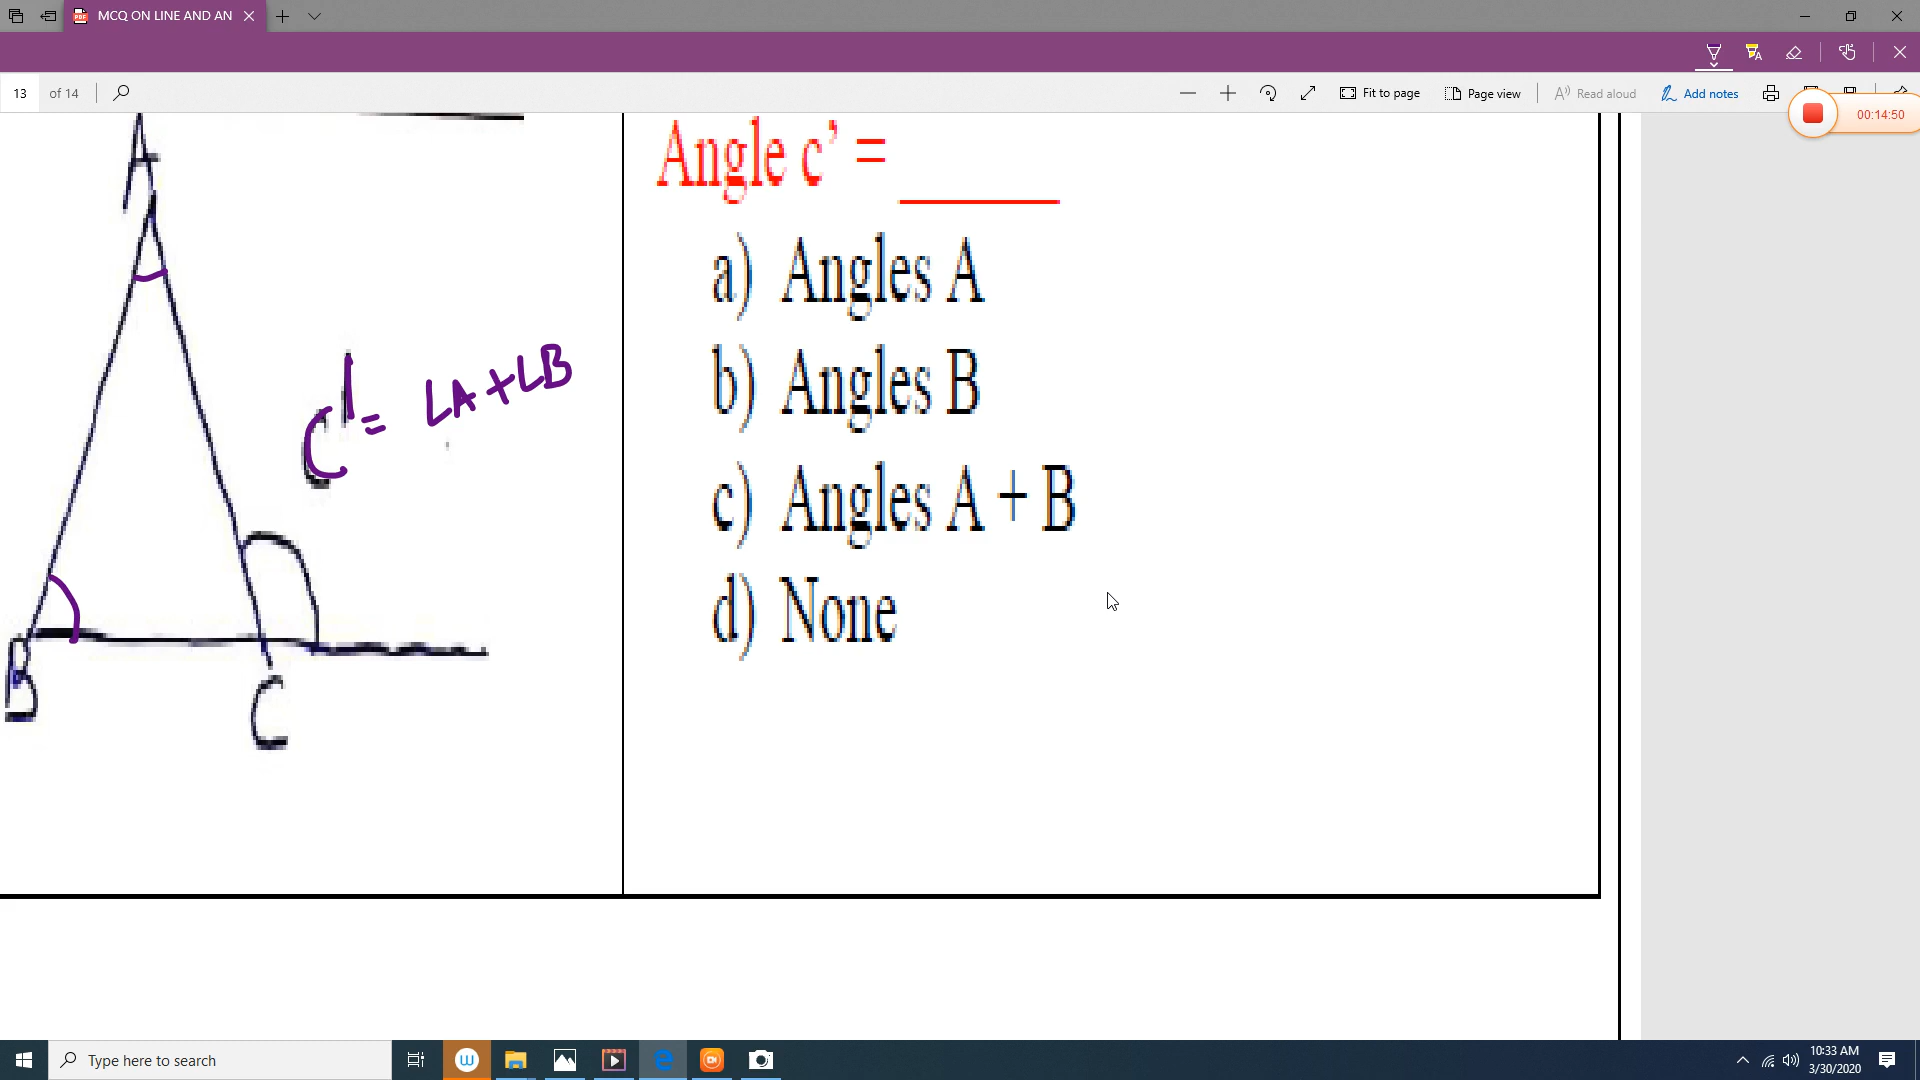 MCQ ON LINE AND AN
13 of 14
Fit to page
Page view
Read aloud
Add notes
00:14:50
A
Angle c’ = ______
a) Angles A
b) Angles B
C' = ∠A+∠B
c) Angles A + B
d) None
B
C
Type here to search
10:33 AM
3/30/2020